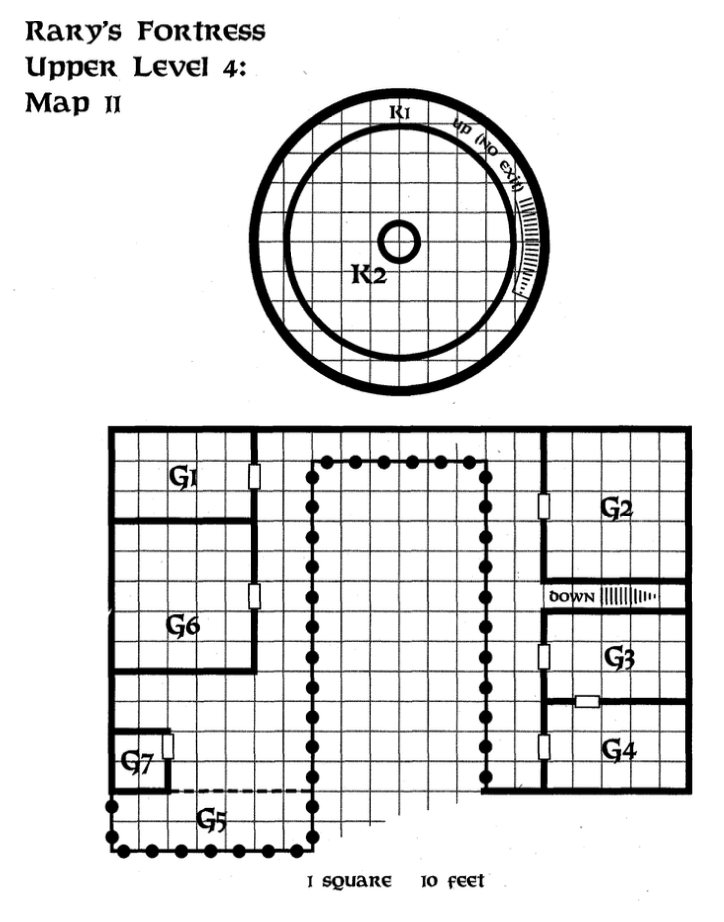 Rary's Fortress
Upper Level 4:
Map II
K1
up (No exit)
K2
G1
G2
DOWN
G6
G3
G4
G7
G5
1 square 10 feet